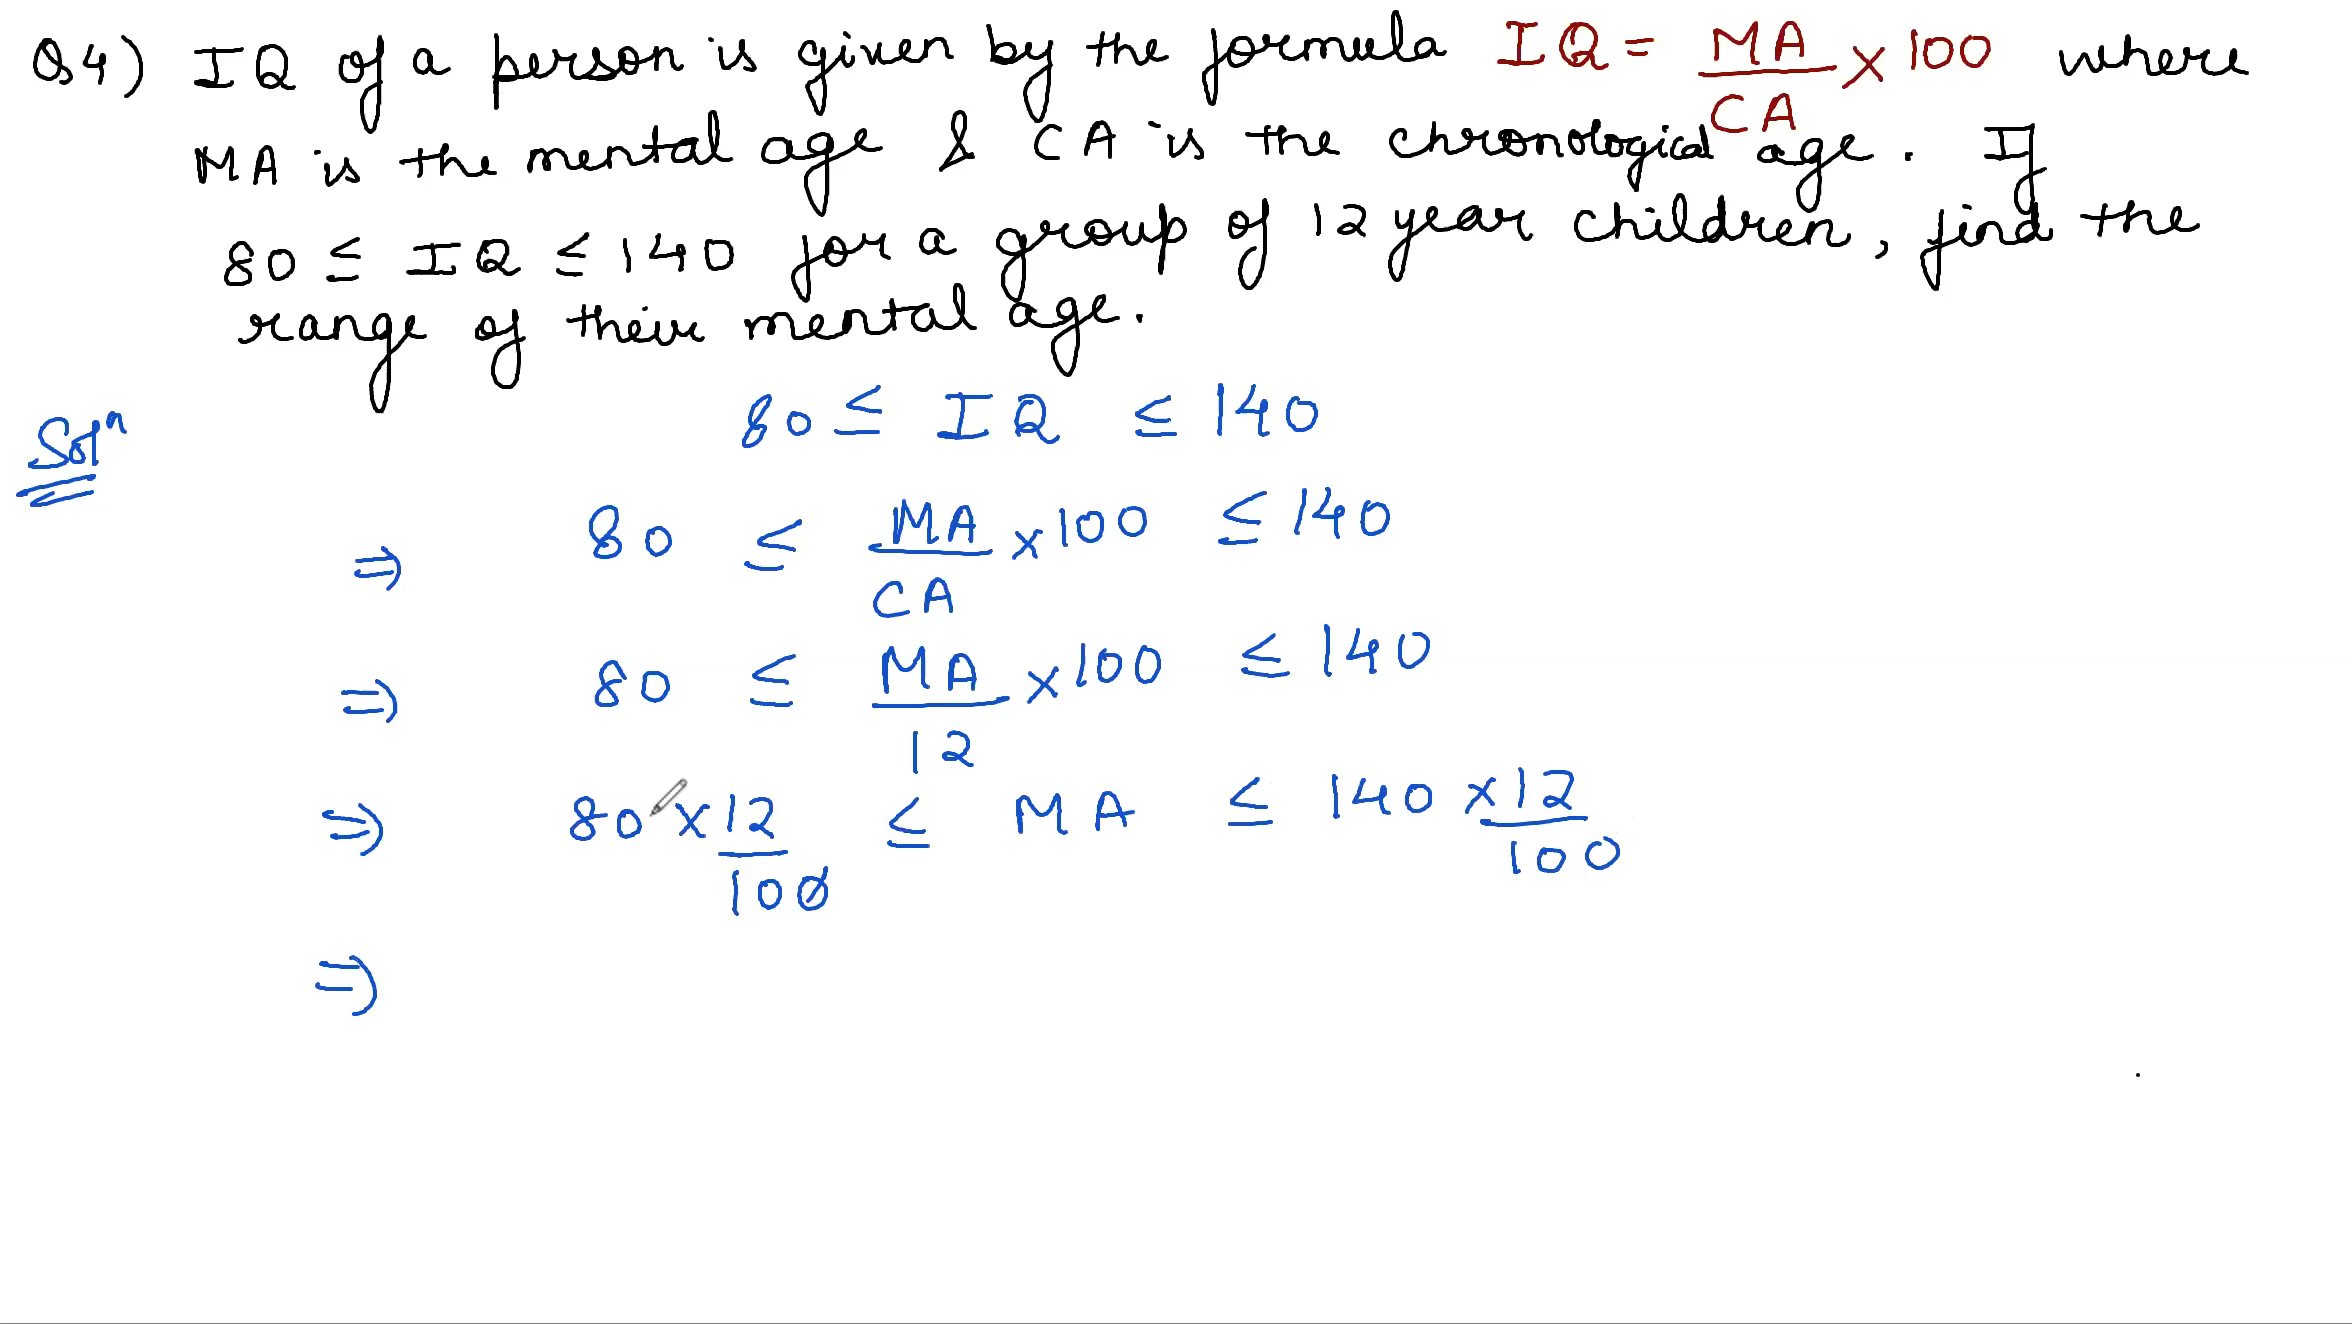 Q4) IQ of a person is given by the formula IQ = MA/CA × 100 where
MA is the mental age & CA is the chronological age. If
80 ≤ IQ ≤ 140 for a group of 12 year children, find the
range of their mental age.
Solⁿ
80 ≤ IQ ≤ 140
⇒ 80 ≤ MA/CA × 100 ≤ 140
⇒ 80 ≤ MA/12 × 100 ≤ 140
⇒ 80 × 12/100 ≤ MA ≤ 140 × 12/100
⇒